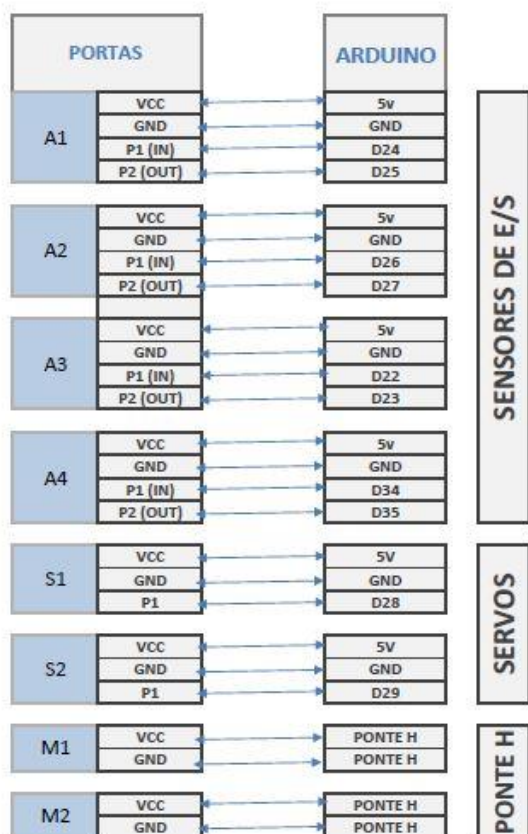 PORTAS ARDUINO
A1
VCC 5v
GND GND
P1 (IN) D24
P2 (OUT) D25
A2
VCC 5v
GND GND
P1 (IN) D26
P2 (OUT) D27
A3
VCC 5v
GND GND
P1 (IN) D22
P2 (OUT) D23
A4
VCC 5v
GND GND
P1 (IN) D34
P2 (OUT) D35
SENSORES DE E/S
S1
VCC 5V
GND GND
P1 D28
S2
VCC 5V
GND GND
P1 D29
SERVOS
M1
VCC PONTE H
GND PONTE H
M2
VCC PONTE H
GND PONTE H
PONTE H